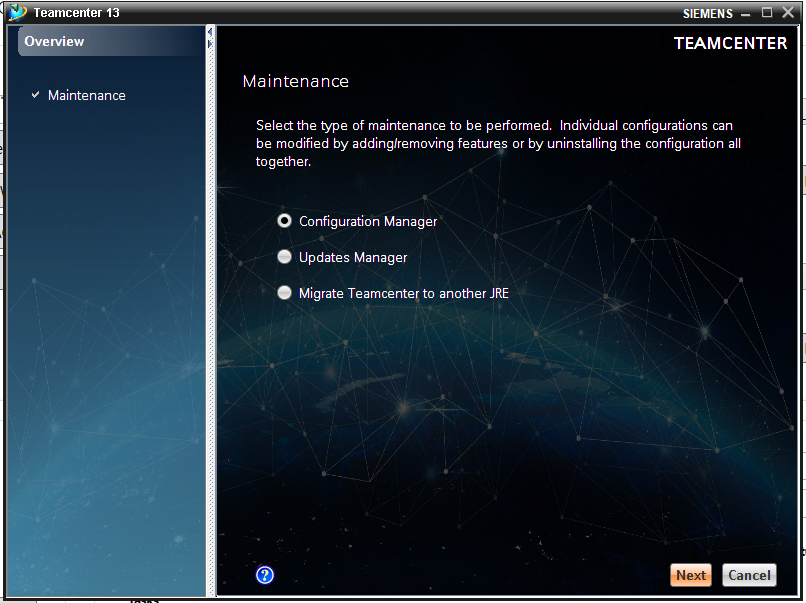 Teamcenter 13
SIEMENS
Overview
TEAMCENTER
Maintenance
Maintenance
Select the type of maintenance to be performed.  Individual configurations can
be modified by adding/removing features or by uninstalling the configuration all
together.
Configuration Manager
Updates Manager
Migrate Teamcenter to another JRE
?
Next
Cancel